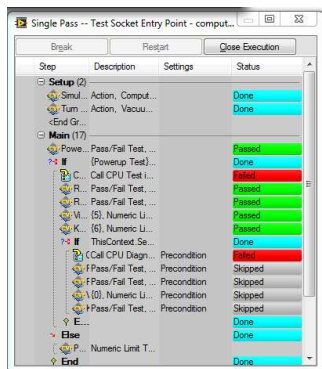 Single Pass -- Test Socket Entry Point - comput...
Break Restart Close Execution
Step Description Settings Status
Setup (2)
Simul... Action, Comput... Done
Turn ... Action, Vacuu... Done
<End Gr...
Main (17)
Powe... Pass/Fail Test, ... Passed
If {Powerup Test}... Done
C... Call CPU Test i... Failed
R... Pass/Fail Test, ... Passed
R... Pass/Fail Test, ... Passed
Vi... {5}, Numeric Li... Passed
K... {6}, Numeric Li... Passed
If ThisContext.Se... Done
Call CPU Diagn... Precondition Failed
Pass/Fail Test, ... Precondition Skipped
Pass/Fail Test, ... Precondition Skipped
{0}, Numeric Li... Precondition Skipped
Pass/Fail Test, ... Precondition Skipped
E... Done
Else Done
P... Numeric Limit T...
End Done